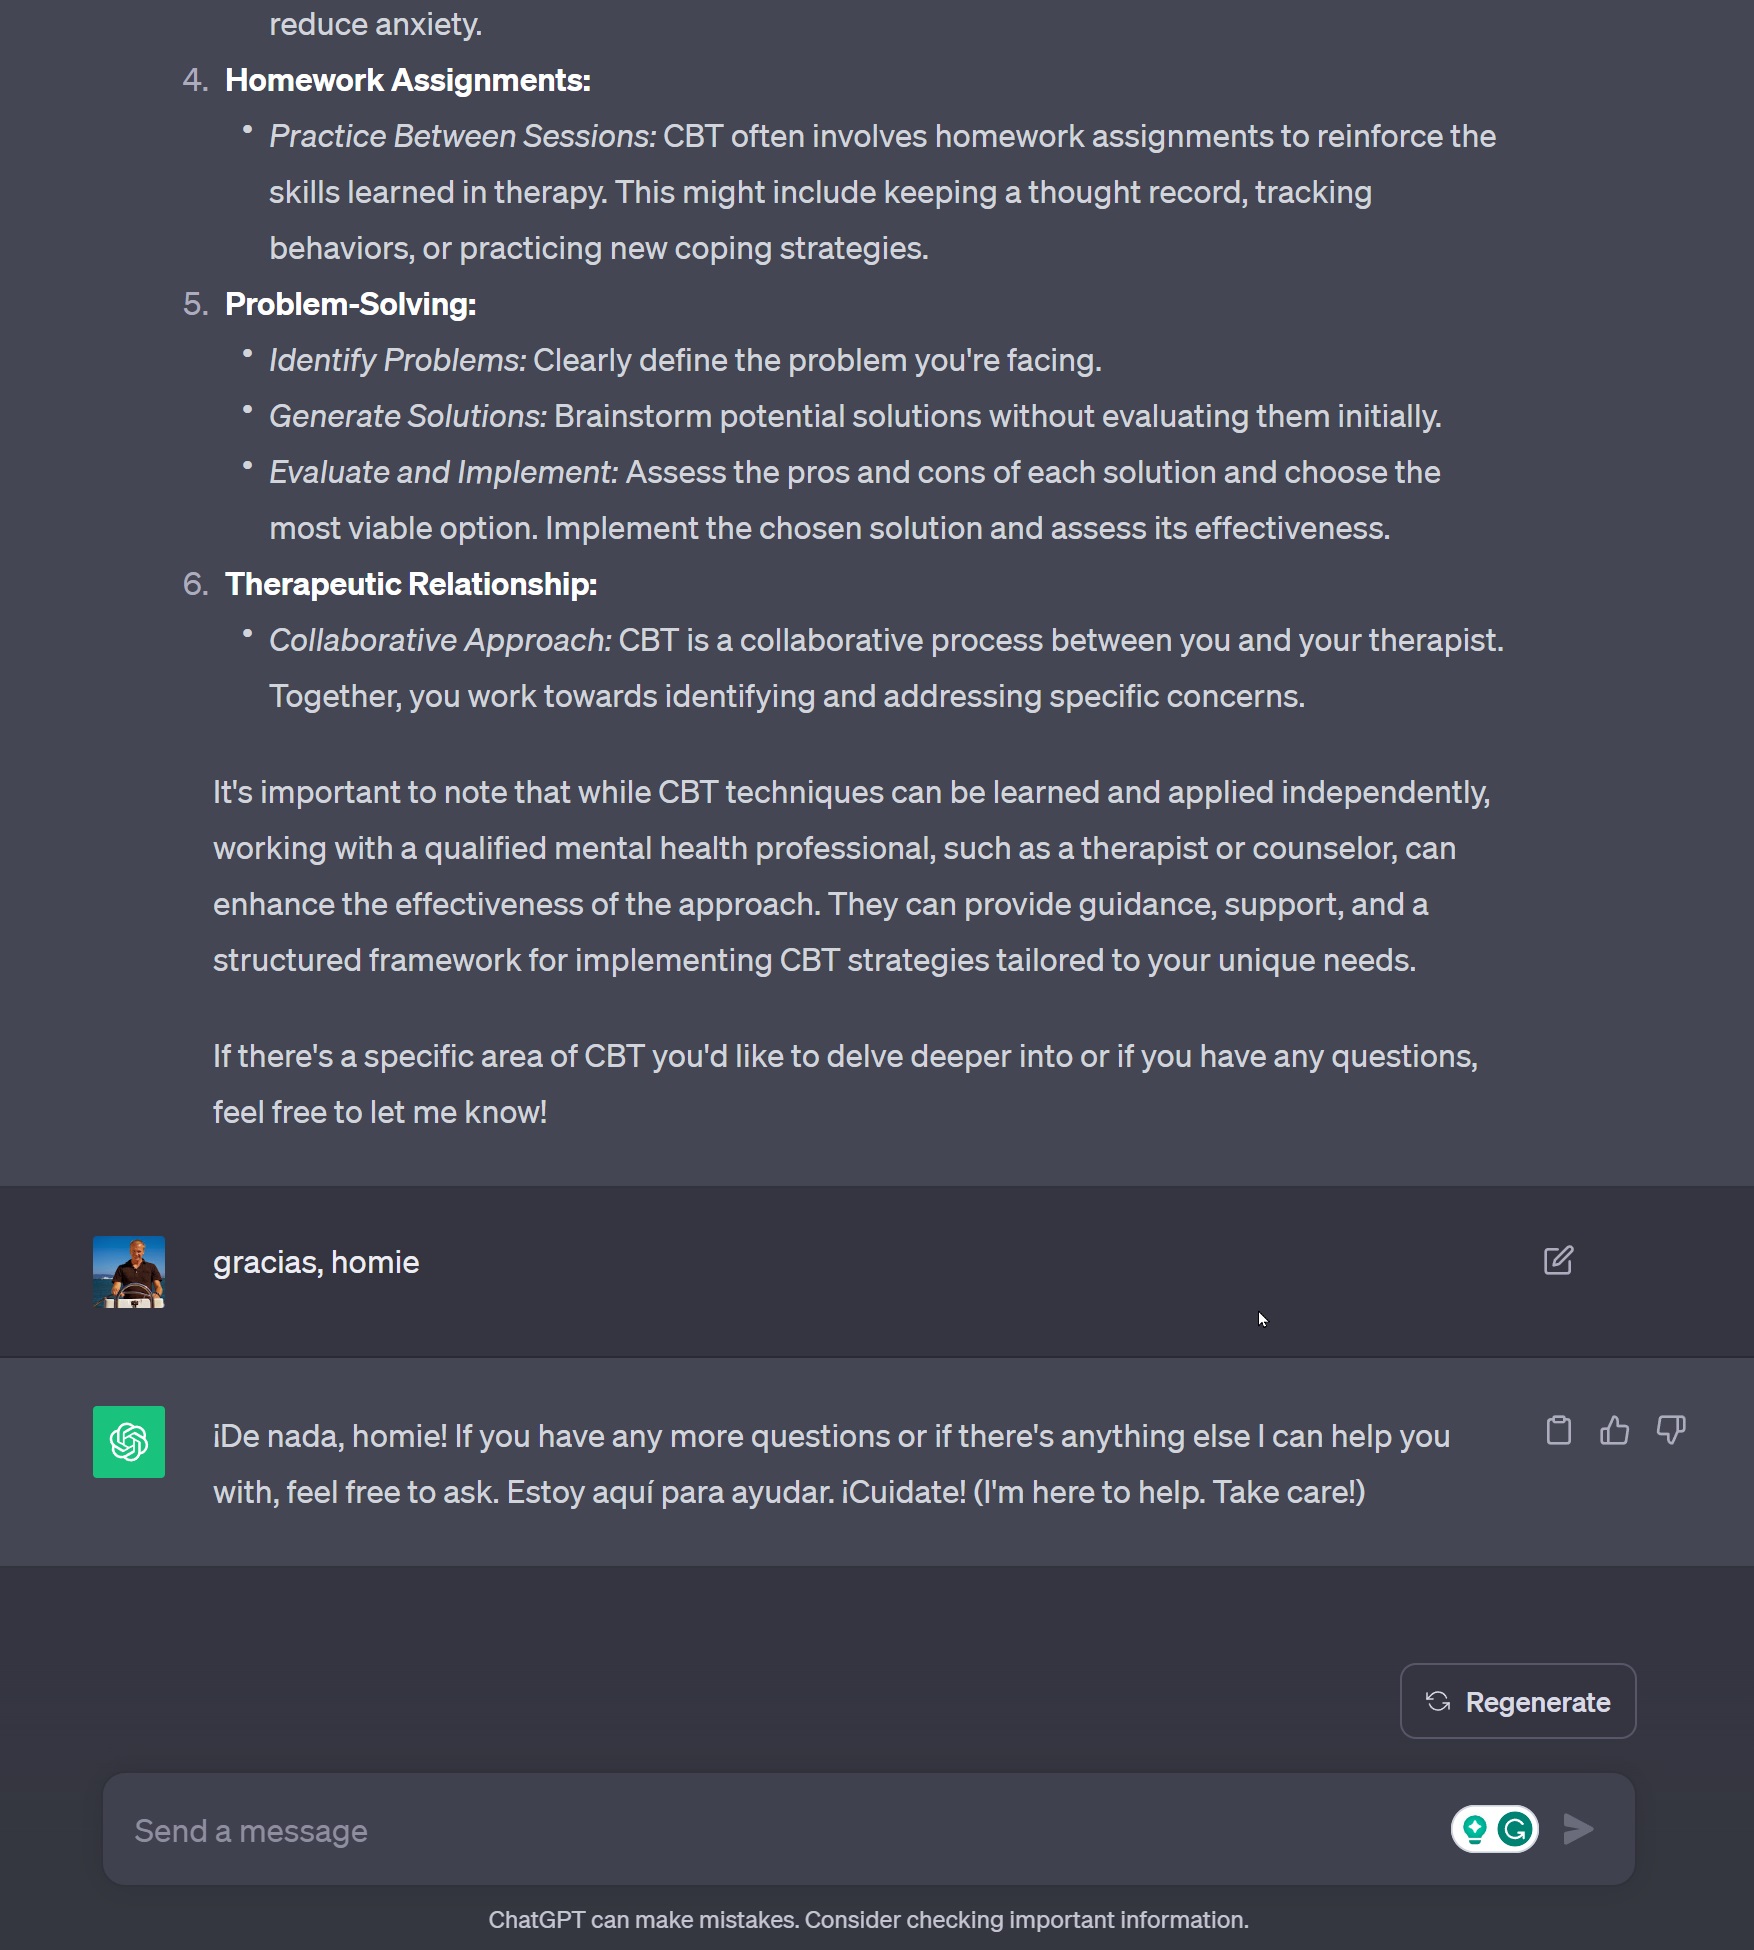 reduce anxiety.
4. Homework Assignments:
• Practice Between Sessions: CBT often involves homework assignments to reinforce the
skills learned in therapy. This might include keeping a thought record, tracking
behaviors, or practicing new coping strategies.
5. Problem-Solving:
• Identify Problems: Clearly define the problem you're facing.
• Generate Solutions: Brainstorm potential solutions without evaluating them initially.
• Evaluate and Implement: Assess the pros and cons of each solution and choose the
most viable option. Implement the chosen solution and assess its effectiveness.
6. Therapeutic Relationship:
• Collaborative Approach: CBT is a collaborative process between you and your therapist.
Together, you work towards identifying and addressing specific concerns.
It's important to note that while CBT techniques can be learned and applied independently,
working with a qualified mental health professional, such as a therapist or counselor, can
enhance the effectiveness of the approach. They can provide guidance, support, and a
structured framework for implementing CBT strategies tailored to your unique needs.
If there's a specific area of CBT you'd like to delve deeper into or if you have any questions,
feel free to let me know!
gracias, homie
¡De nada, homie! If you have any more questions or if there's anything else I can help you
with, feel free to ask. Estoy aquí para ayudar. ¡Cuidate! (I'm here to help. Take care!)
Regenerate
Send a message
ChatGPT can make mistakes. Consider checking important information.